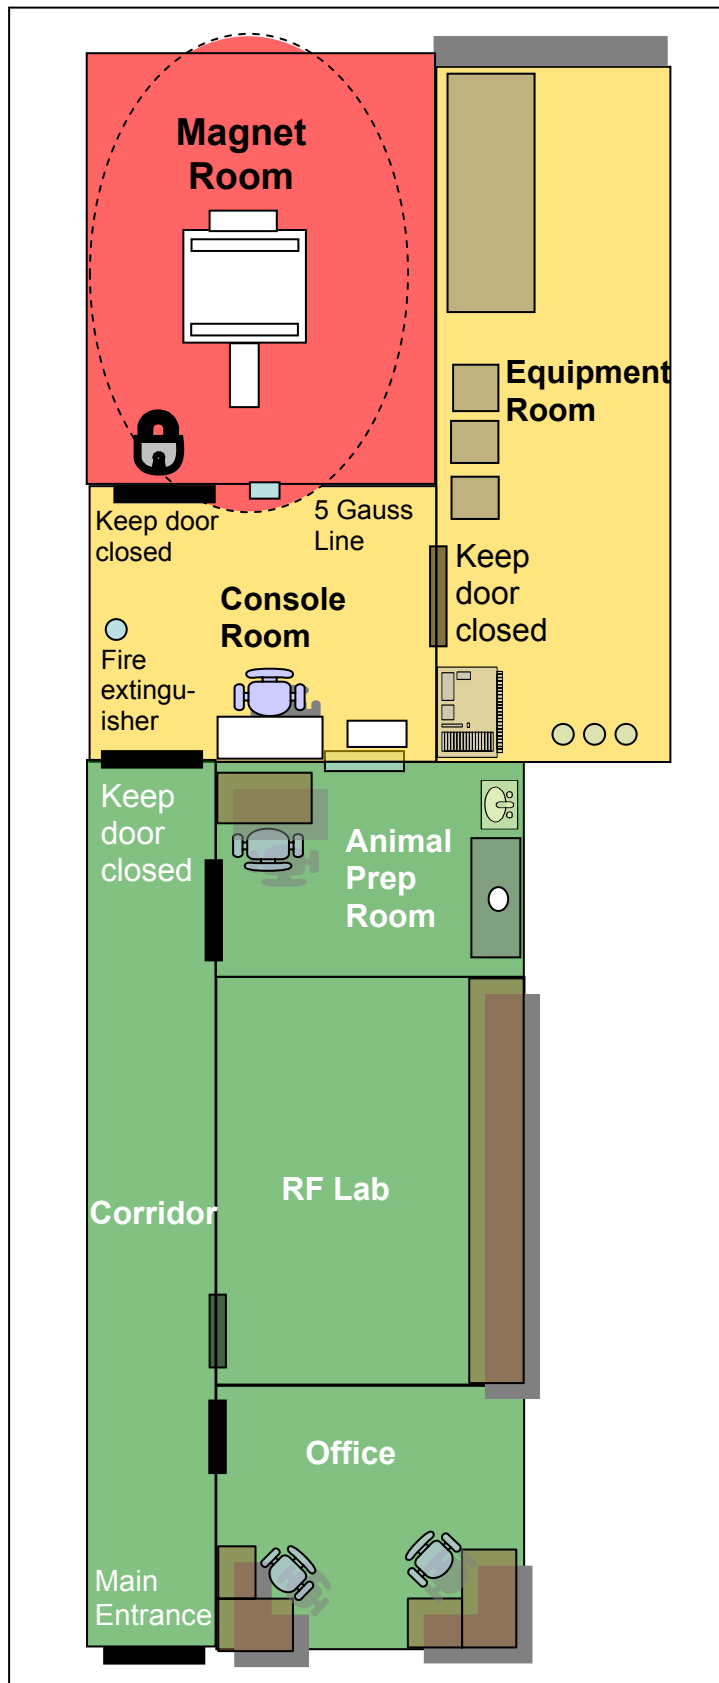 Magnet
Room
Equipment
Room
Keep door
closed
5 Gauss
Line
Keep
door
closed
Console
Room
Fire
extingu-
isher
Keep
door
closed
Animal
Prep
Room
RF Lab
Corridor
Office
Main
Entrance